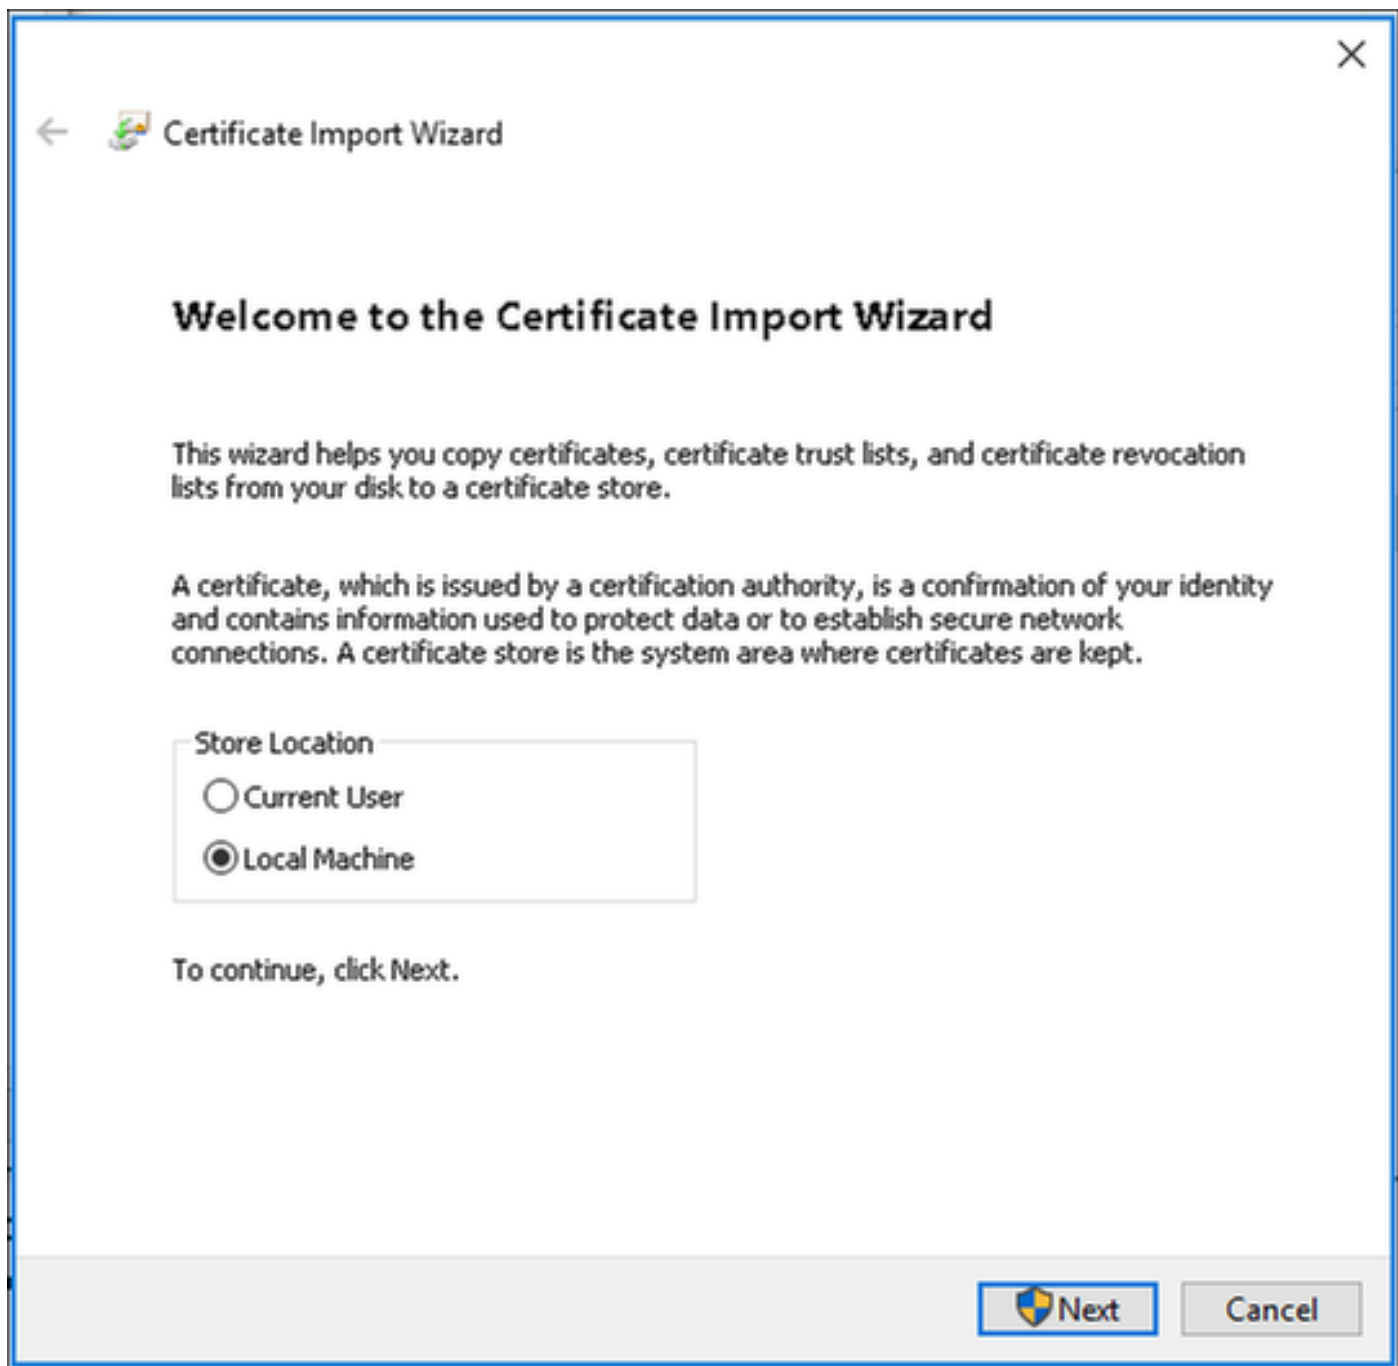 Certificate Import Wizard
Welcome to the Certificate Import Wizard
This wizard helps you copy certificates, certificate trust lists, and certificate revocation
lists from your disk to a certificate store.
A certificate, which is issued by a certification authority, is a confirmation of your identity
and contains information used to protect data or to establish secure network
connections. A certificate store is the system area where certificates are kept.
Store Location
Current User
Local Machine
To continue, click Next.
Next
Cancel